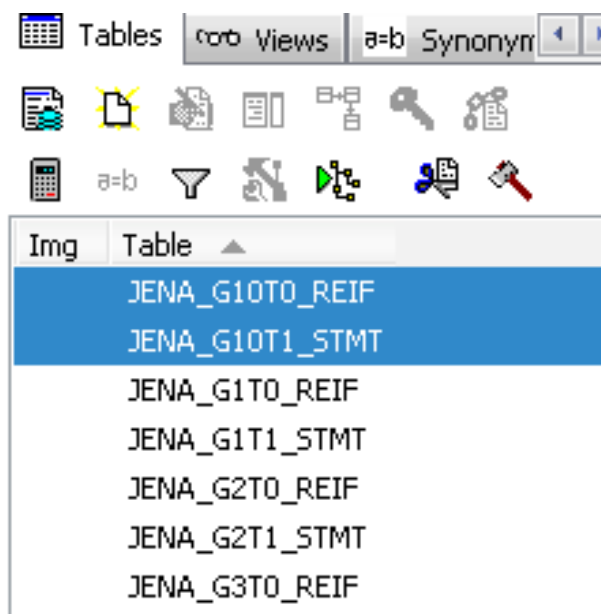 Tables Views a=b Synonym
a=b
Img Table
JENA_G10T0_REIF
JENA_G10T1_STMT
JENA_G1T0_REIF
JENA_G1T1_STMT
JENA_G2T0_REIF
JENA_G2T1_STMT
JENA_G3T0_REIF